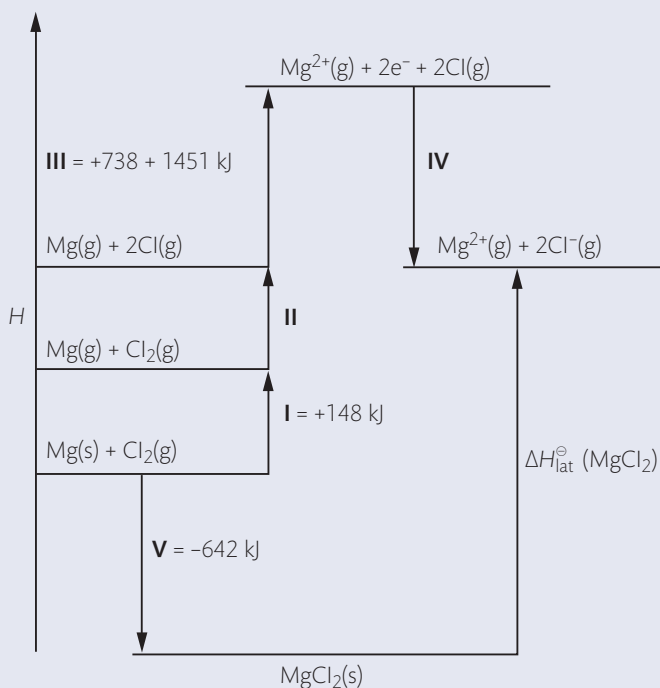 Mg²⁺(g) + 2e⁻ + 2Cl(g)
III = +738 + 1451 kJ
IV
Mg(g) + 2Cl(g)
Mg²⁺(g) + 2Cl⁻(g)
H
II
Mg(g) + Cl₂(g)
I = +148 kJ
Mg(s) + Cl₂(g)
ΔH⦵lat (MgCl₂)
V = –642 kJ
MgCl₂(s)